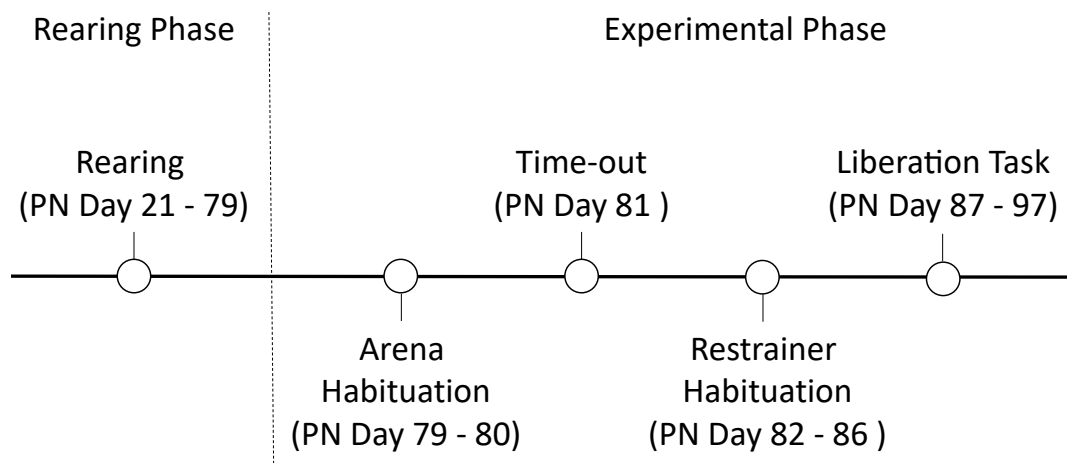 Rearing Phase
Experimental Phase
Rearing
(PN Day 21 - 79)
Time-out
(PN Day 81 )
Liberation Task
(PN Day 87 - 97)
Arena
Habituation
(PN Day 79 - 80)
Restrainer
Habituation
(PN Day 82 - 86 )